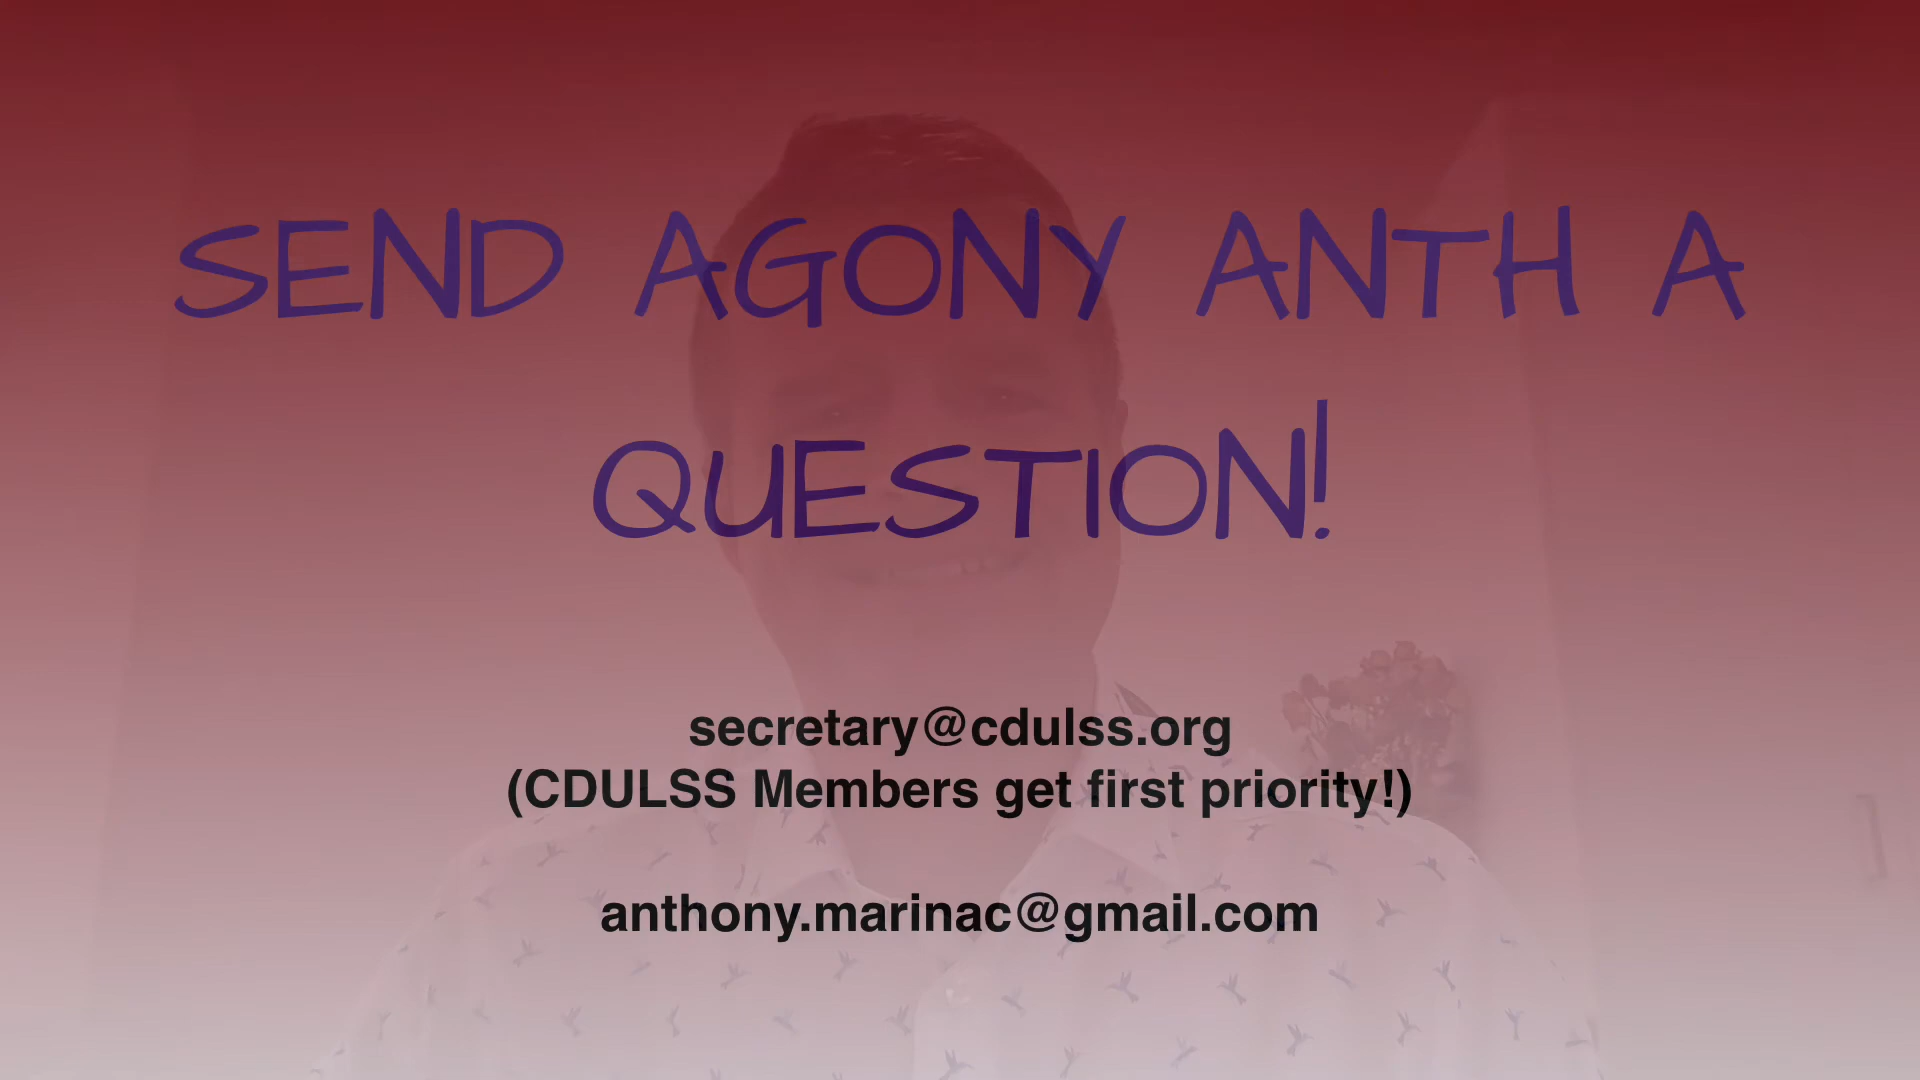 SEND AGONY ANTH A
QUESTION!
secretary@cdulss.org
(CDULSS Members get first priority!)
anthony.marinac@gmail.com